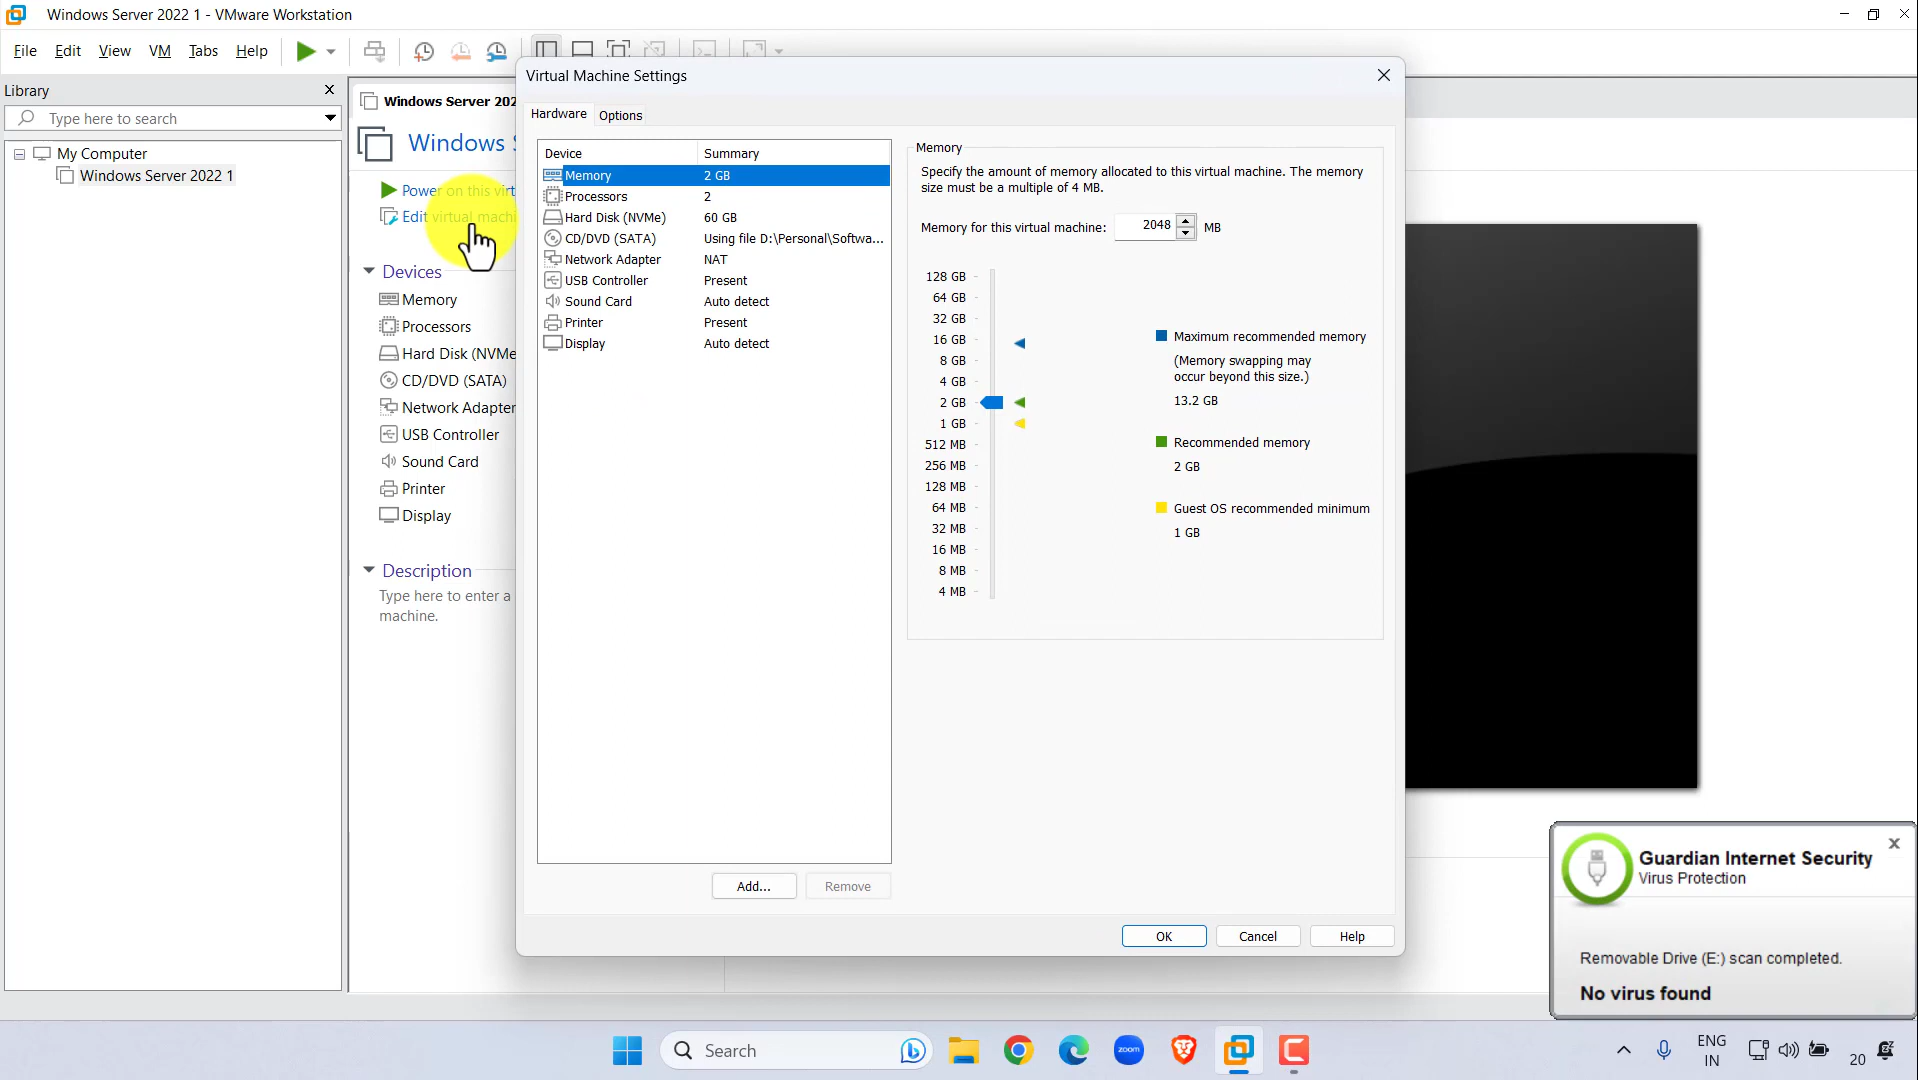 Windows Server 2022 1 - VMware Workstation
File Edit View VM Tabs Help
Library
Type here to search
My Computer
Windows Server 2022 1
Windows Server 202
Windows S
Power on this virt
Edit virtual machi
Devices
Memory
Processors
Hard Disk (NVMe
CD/DVD (SATA)
Network Adapter
USB Controller
Sound Card
Printer
Display
Description
Type here to enter a
machine.
Virtual Machine Settings
Hardware Options
Device Summary
Memory 2 GB
Processors 2
Hard Disk (NVMe) 60 GB
CD/DVD (SATA) Using file D:\Personal\Softwa...
Network Adapter NAT
USB Controller Present
Sound Card Auto detect
Printer Present
Display Auto detect
Add... Remove
Memory
Specify the amount of memory allocated to this virtual machine. The memory
size must be a multiple of 4 MB.
Memory for this virtual machine: 2048 MB
128 GB
64 GB
32 GB
16 GB
8 GB
4 GB
2 GB
1 GB
512 MB
256 MB
128 MB
64 MB
32 MB
16 MB
8 MB
4 MB
Maximum recommended memory
(Memory swapping may
occur beyond this size.)
13.2 GB
Recommended memory
2 GB
Guest OS recommended minimum
1 GB
OK Cancel Help
Guardian Internet Security
Virus Protection
Removable Drive (E:) scan completed.
No virus found
Search
zoom
ENG
IN
20